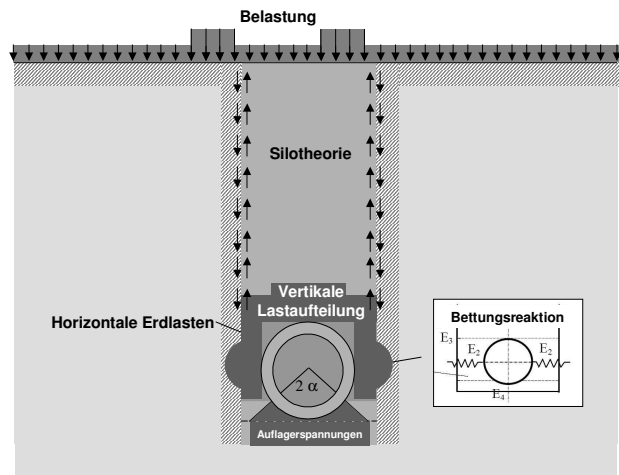 Belastung
Silotheorie
Vertikale
Lastaufteilung
Horizontale Erdlasten
Bettungsreaktion
E3
E2
E2
E4
2 α
Auflagerspannungen